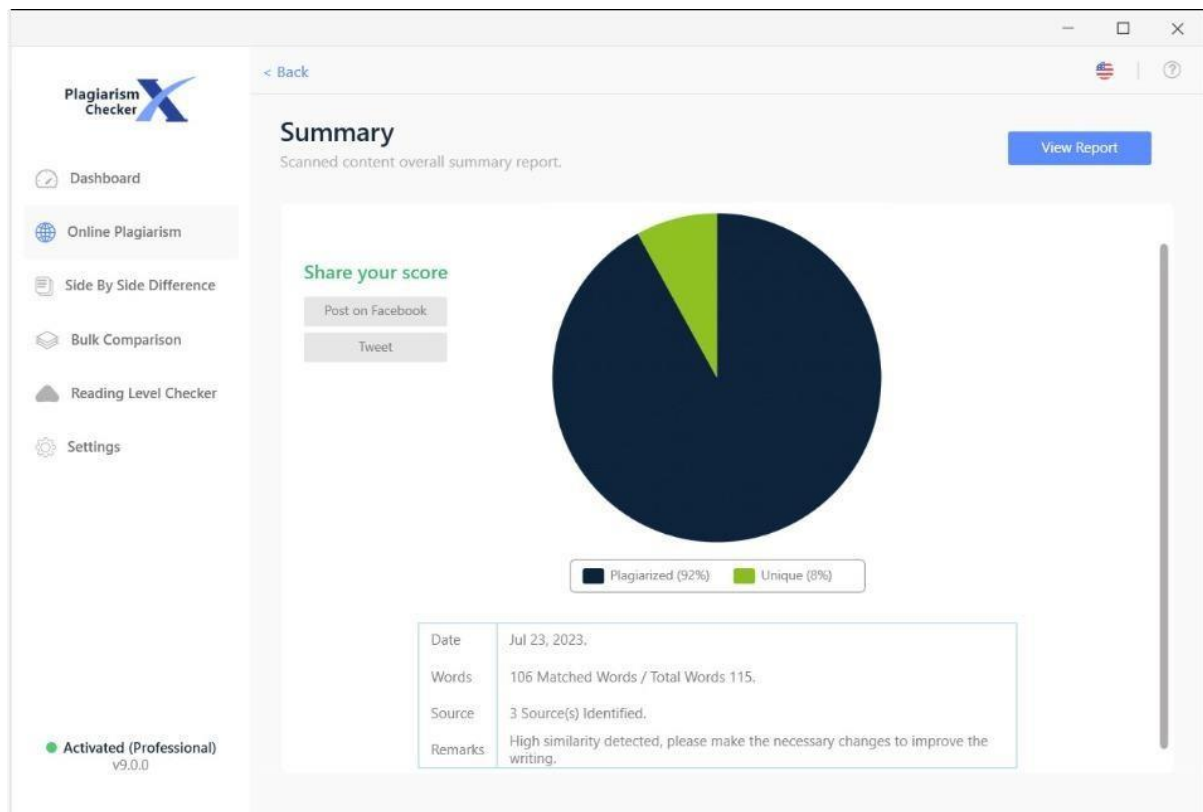 < Back
Plagiarism
Checker X
Summary
Scanned content overall summary report.
View Report
Dashboard
Online Plagiarism
Side By Side Difference
Bulk Comparison
Reading Level Checker
Settings
Share your score
Post on Facebook
Tweet
Plagiarized (92%) Unique (8%)
Date Jul 23, 2023.
Words 106 Matched Words / Total Words 115.
Source 3 Source(s) Identified.
Remarks High similarity detected, please make the necessary changes to improve the
writing.
Activated (Professional)
v9.0.0